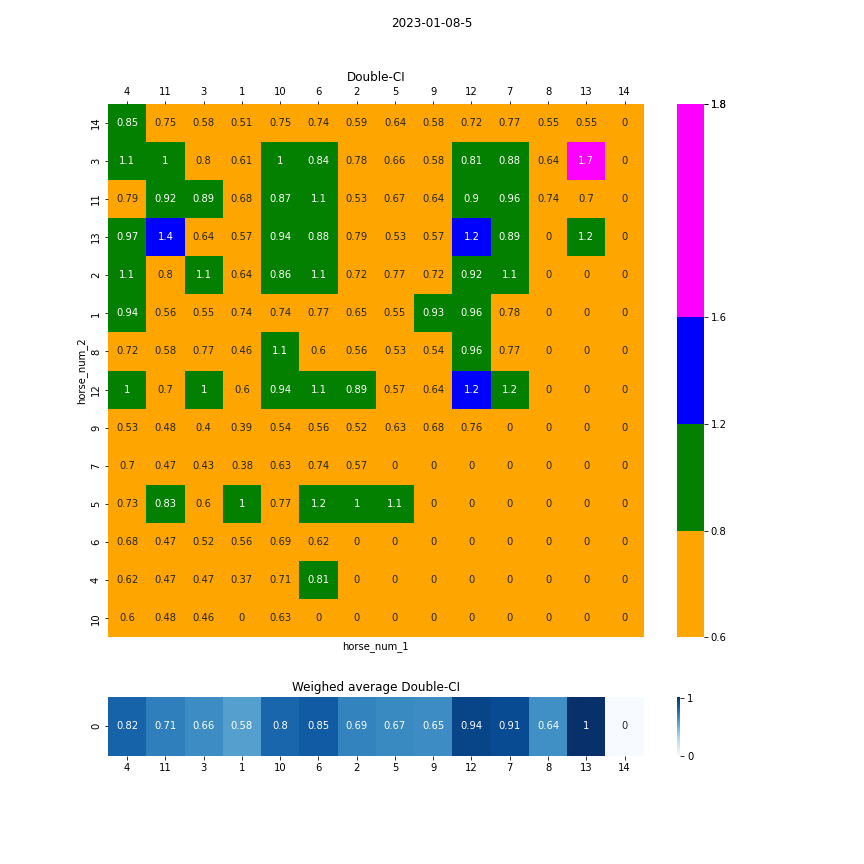 2023-01-08-5
Double-CI
4 11 3 1 10 6 2 5 9 12 7 8 13 14
14 0.85 0.75 0.58 0.51 0.75 0.74 0.59 0.64 0.58 0.72 0.77 0.55 0.55 0
3 1.1 1 0.8 0.61 1 0.84 0.78 0.66 0.58 0.81 0.88 0.64 1.7 0
11 0.79 0.92 0.89 0.68 0.87 1.1 0.53 0.67 0.64 0.9 0.96 0.74 0.7 0
13 0.97 1.4 0.64 0.57 0.94 0.88 0.79 0.53 0.57 1.2 0.89 0 1.2 0
2 1.1 0.8 1.1 0.64 0.86 1.1 0.72 0.77 0.72 0.92 1.1 0 0 0
1 0.94 0.56 0.55 0.74 0.74 0.77 0.65 0.55 0.93 0.96 0.78 0 0 0
8 0.72 0.58 0.77 0.46 1.1 0.6 0.56 0.53 0.54 0.96 0.77 0 0 0
12 1 0.7 1 0.6 0.94 1.1 0.89 0.57 0.64 1.2 1.2 0 0 0
9 0.53 0.48 0.4 0.39 0.54 0.56 0.52 0.63 0.68 0.76 0 0 0 0
7 0.7 0.47 0.43 0.38 0.63 0.74 0.57 0 0 0 0 0 0 0
5 0.73 0.83 0.6 1 0.77 1.2 1 1.1 0 0 0 0 0 0
6 0.68 0.47 0.52 0.56 0.69 0.62 0 0 0 0 0 0 0 0
4 0.62 0.47 0.47 0.37 0.71 0.81 0 0 0 0 0 0 0 0
10 0.6 0.48 0.46 0 0.63 0 0 0 0 0 0 0 0 0
horse_num_2
horse_num_1
1.8
1.6
1.2
0.8
0.6
Weighed average Double-CI
0 0.82 0.71 0.66 0.58 0.8 0.85 0.69 0.67 0.65 0.94 0.91 0.64 1 0
4 11 3 1 10 6 2 5 9 12 7 8 13 14
1
0